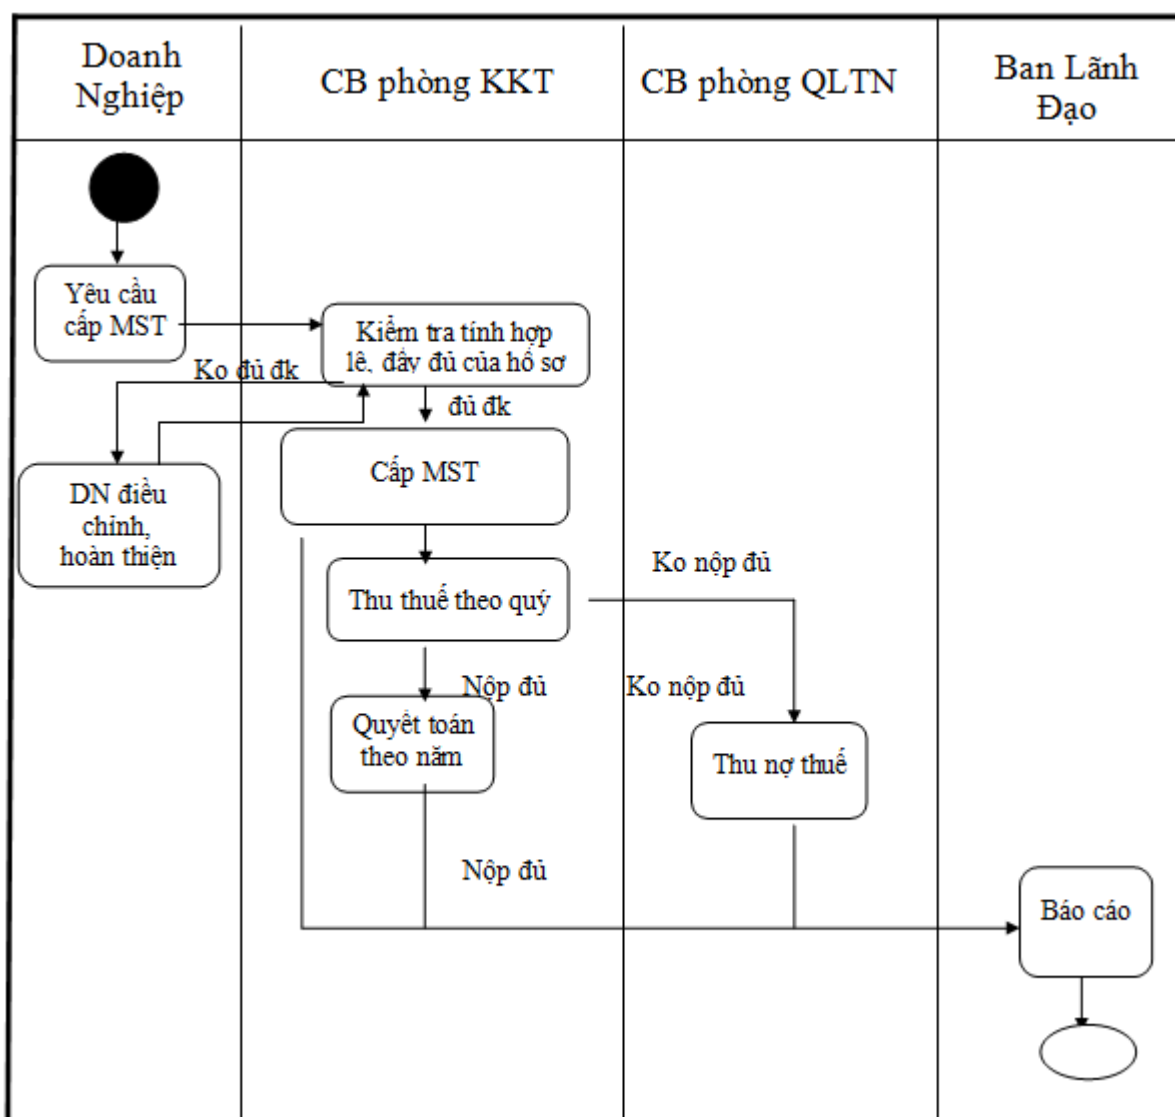 Doanh
Nghiệp
CB phòng KKT
CB phòng QLTN
Ban Lãnh
Đạo
Yêu cầu
cấp MST
Kiểm tra tính hợp
lê, đầy đủ của hồ sơ
Ko đủ đk
đủ đk
Cấp MST
DN điều
chỉnh,
hoàn thiện
Ko nộp đủ
Thu thuế theo quý
Nộp đủ
Ko nộp đủ
Quyết toán
theo năm
Thu nợ thuế
Nộp đủ
Báo cáo